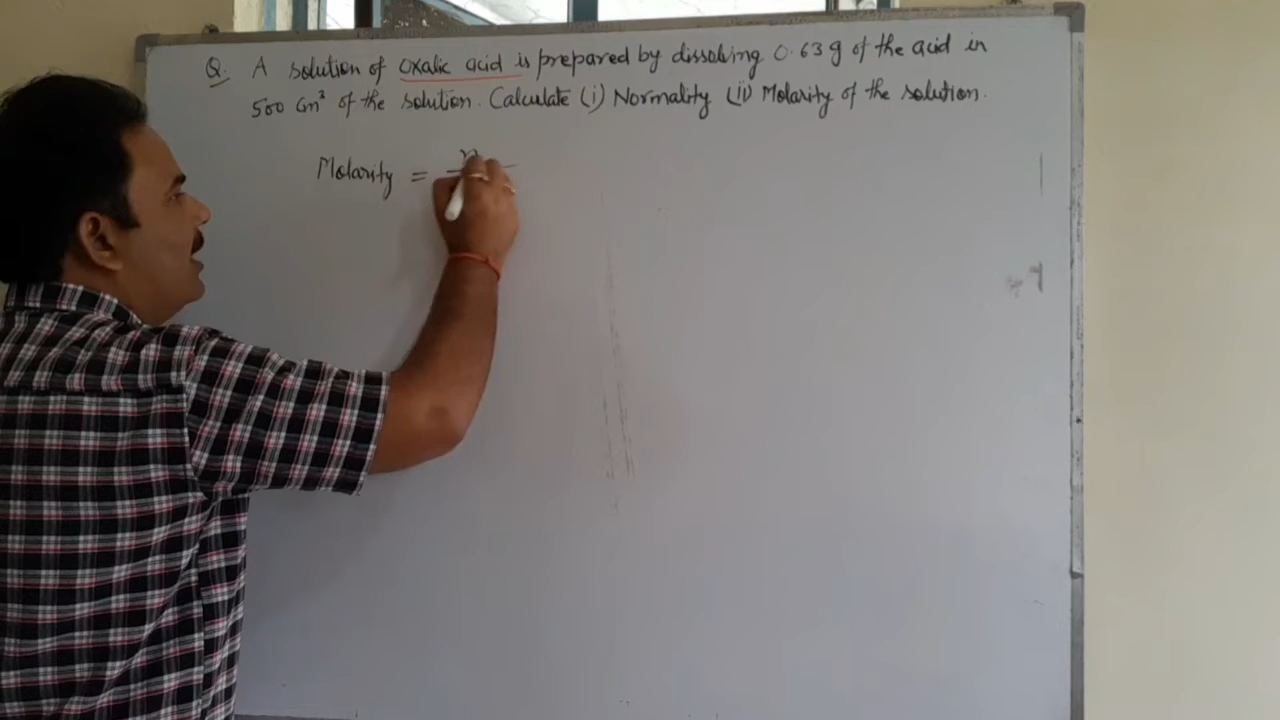 Q. A solution of oxalic acid is prepared by dissolving 0.63 g of the acid in
500 cm³ of the solution. Calculate (i) Normality (ii) Molarity of the solution.
Molarity = n